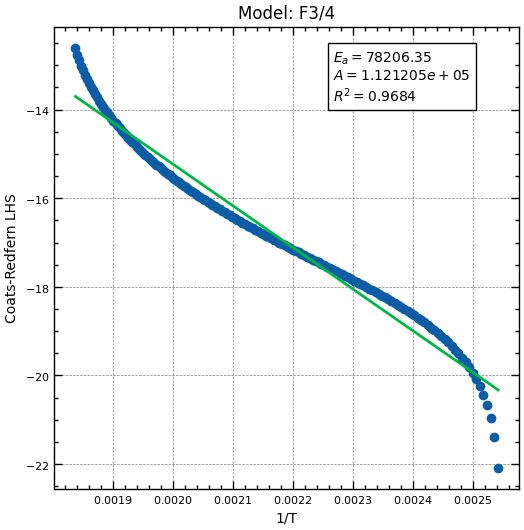 Model: F3/4
E_a = 78206.35
A = 1.121205e + 05
R² = 0.9684
−14
−16
−18
−20
−22
Coats-Redfern LHS
0.0019 0.0020 0.0021 0.0022 0.0023 0.0024 0.0025
1/T